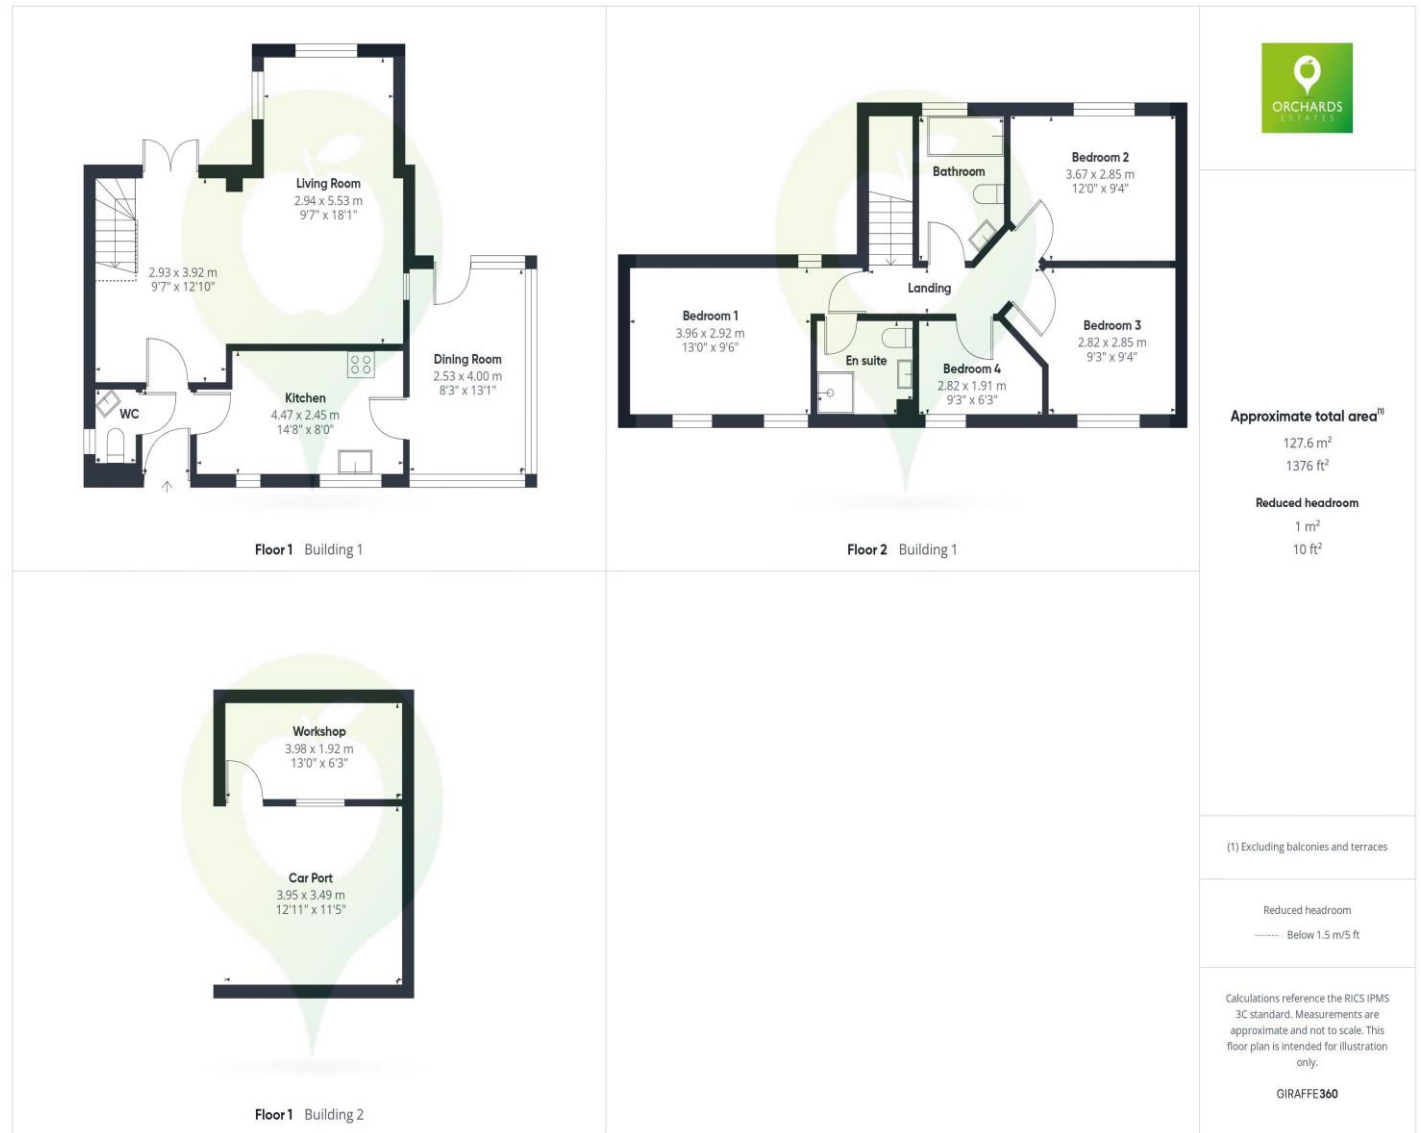 Living Room
2.94 x 5.53 m
9'7" x 18'1"
2.93 x 3.92 m
9'7" x 12'10"
Dining Room
2.53 x 4.00 m
8'3" x 13'1"
Kitchen
4.47 x 2.45 m
14'8" x 8'0"
WC
Floor 1 Building 1
Bathroom
Bedroom 2
3.67 x 2.85 m
12'0" x 9'4"
Landing
Bedroom 1
3.96 x 2.92 m
13'0" x 9'6"
Bedroom 3
2.82 x 2.85 m
9'3" x 9'4"
En suite
Bedroom 4
2.82 x 1.91 m
9'3" x 6'3"
Floor 2 Building 1
Workshop
3.98 x 1.92 m
13'0" x 6'3"
Car Port
3.95 x 3.49 m
12'11" x 11'5"
Floor 1 Building 2
ORCHARDS
ESTATES
Approximate total area(1)
127.6 m²
1376 ft²
Reduced headroom
1 m²
10 ft²
(1) Excluding balconies and terraces
Reduced headroom
Below 1.5 m/5 ft
Calculations reference the RICS IPMS
3C standard. Measurements are
approximate and not to scale. This
floor plan is intended for illustration
only.
GIRAFFE360